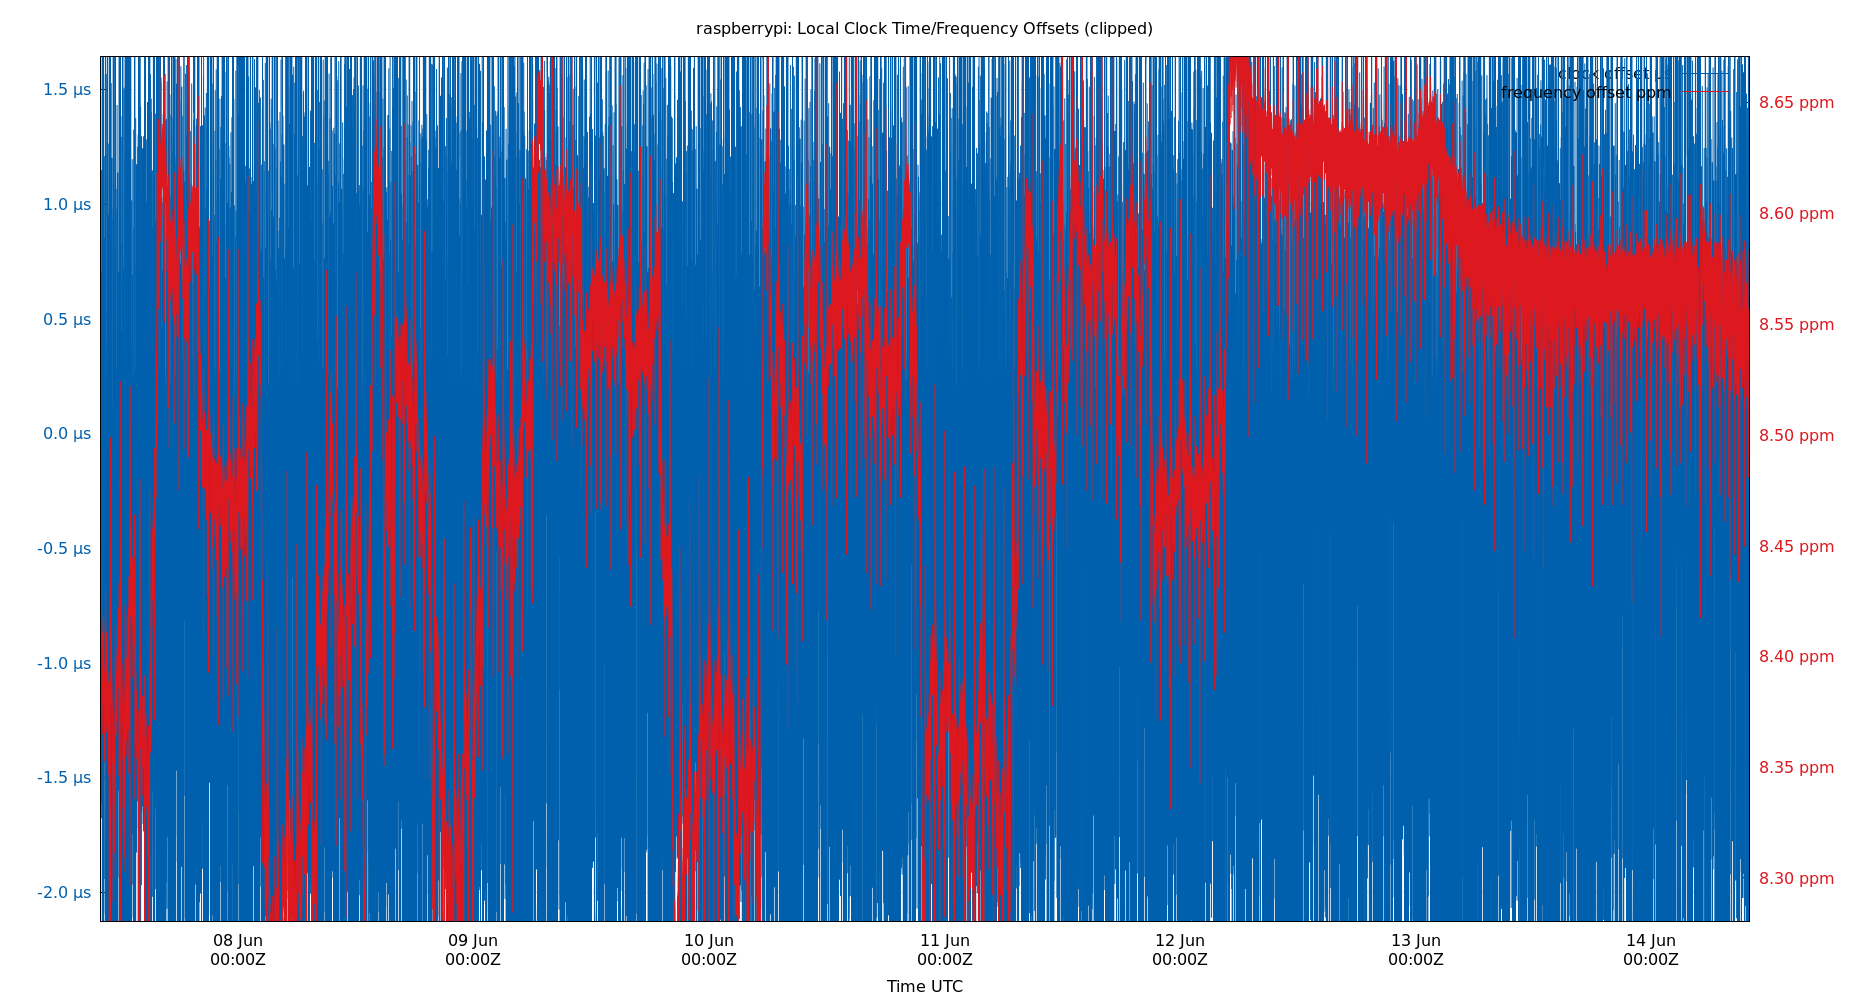 raspberrypi: Local Clock Time/Frequency Offsets (clipped)
clock offset µs
frequency offset ppm
1.5 µs
1.0 µs
0.5 µs
0.0 µs
-0.5 µs
-1.0 µs
-1.5 µs
-2.0 µs
8.65 ppm
8.60 ppm
8.55 ppm
8.50 ppm
8.45 ppm
8.40 ppm
8.35 ppm
8.30 ppm
08 Jun
00:00Z
09 Jun
00:00Z
10 Jun
00:00Z
11 Jun
00:00Z
12 Jun
00:00Z
13 Jun
00:00Z
14 Jun
00:00Z
Time UTC